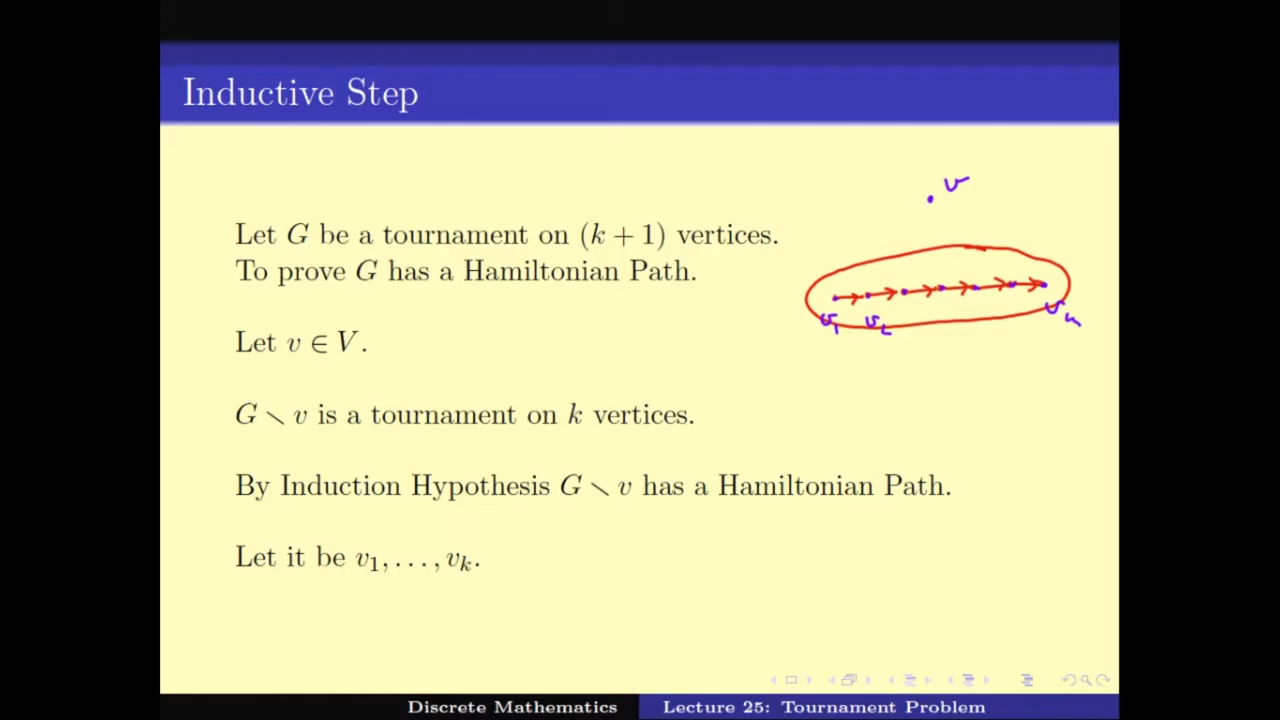 Inductive Step
Let G be a tournament on (k + 1) vertices.
To prove G has a Hamiltonian Path.
Let v ∈ V.
G ∖ v is a tournament on k vertices.
By Induction Hypothesis G ∖ v has a Hamiltonian Path.
Let it be v₁, . . . , vₖ.
v
v₁ v₂
Discrete Mathematics Lecture 25: Tournament Problem